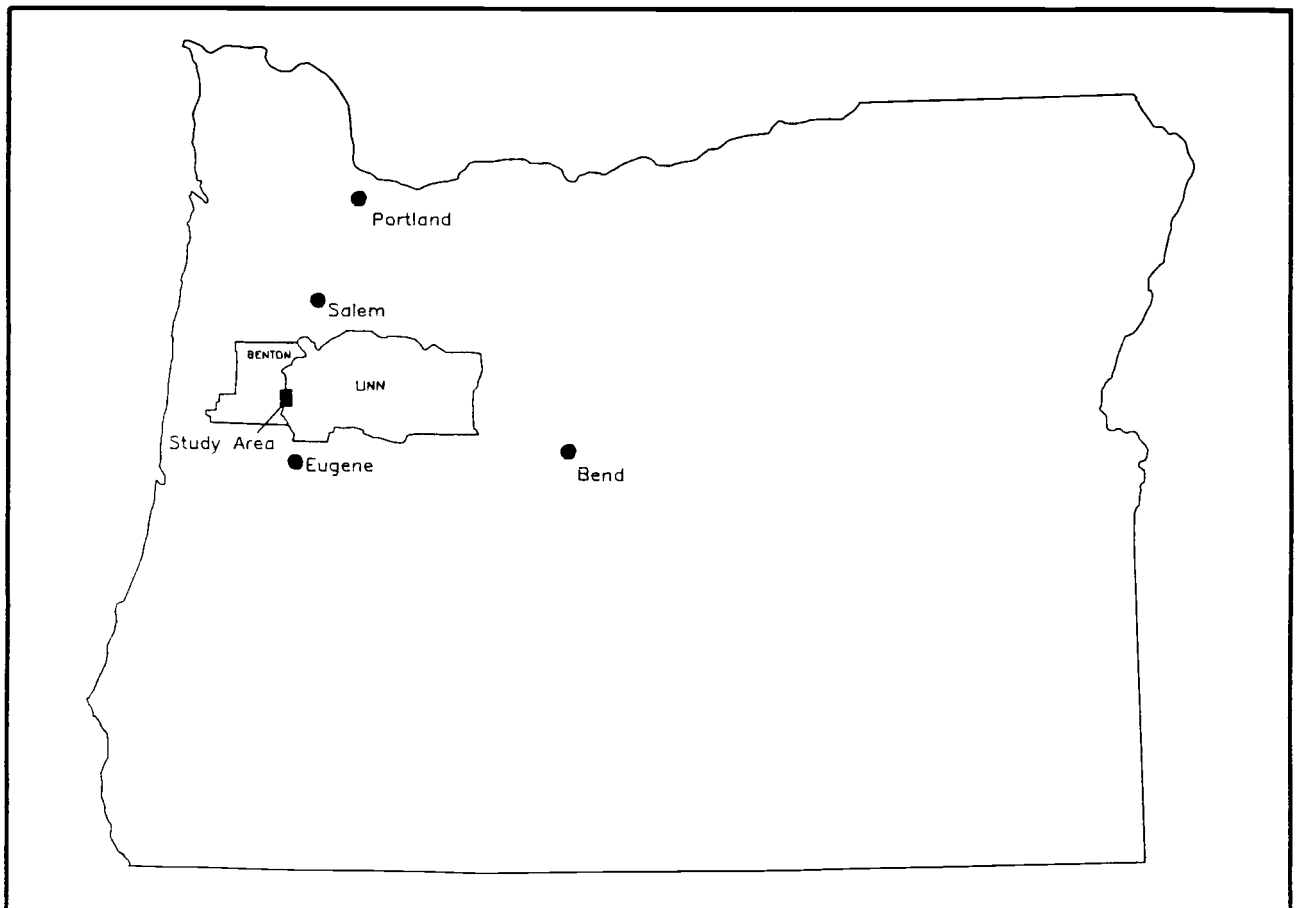 Portland
Salem
BENTON
LINN
Study Area
Eugene
Bend